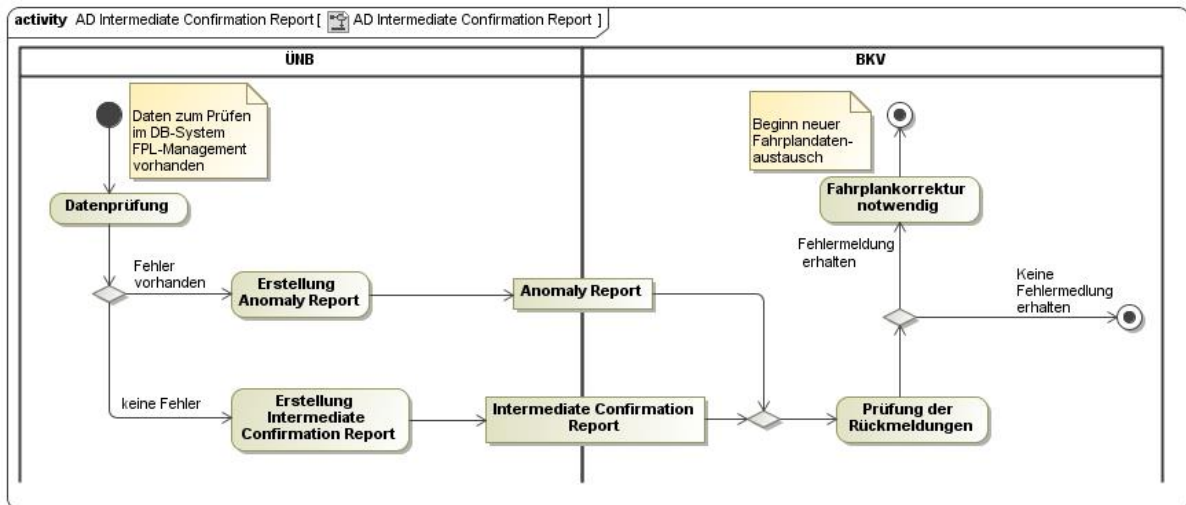 activity AD Intermediate Confirmation Report [ AD Intermediate Confirmation Report ]
ÜNB
BKV
Daten zum Prüfen
im DB-System
FPL-Management
vorhanden
Beginn neuer
Fahrplandaten-
austausch
Datenprüfung
Fahrplankorrektur
notwendig
Fehler
vorhanden
Erstellung
Anomaly Report
Anomaly Report
Fehlermeldung
erhalten
Keine
Fehlermedlung
erhalten
keine Fehler
Erstellung
Intermediate
Confirmation Report
Intermediate Confirmation
Report
Prüfung der
Rückmeldungen